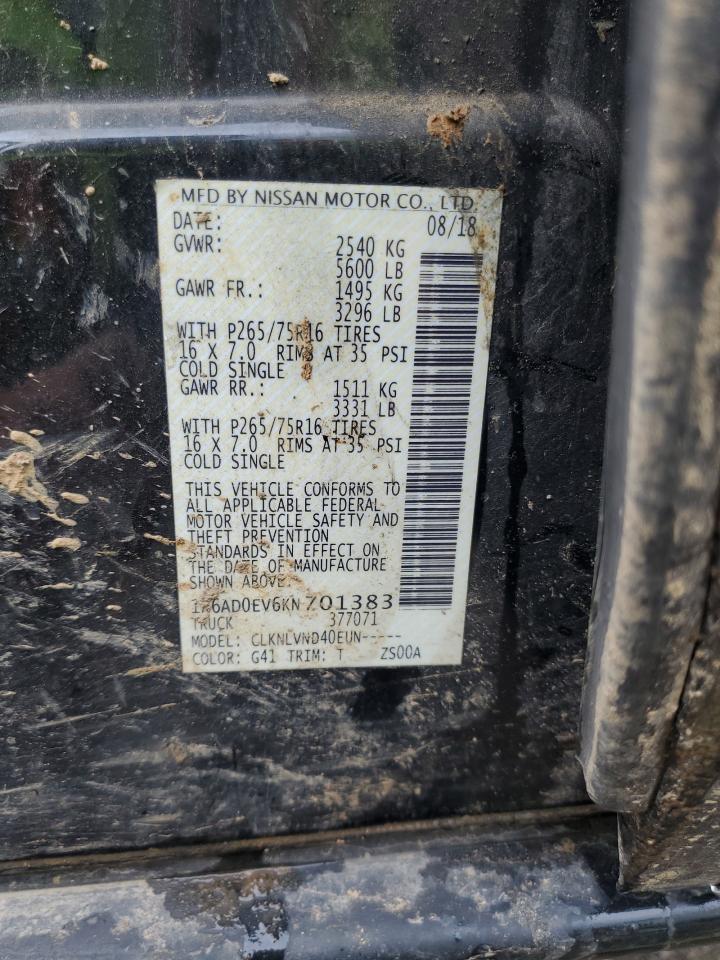 MFD BY NISSAN MOTOR CO., LTD.
DATE: 08/18
GVWR: 2540 KG
5600 LB
GAWR FR.: 1495 KG
3296 LB
WITH P265/75R16 TIRES
16 X 7.0 RIMS AT 35 PSI
COLD SINGLE
GAWR RR.: 1511 KG
3331 LB
WITH P265/75R16 TIRES
16 X 7.0 RIMS AT 35 PSI
COLD SINGLE
THIS VEHICLE CONFORMS TO
ALL APPLICABLE FEDERAL
MOTOR VEHICLE SAFETY AND
THEFT PREVENTION
STANDARDS IN EFFECT ON
THE DATE OF MANUFACTURE
SHOWN ABOVE.
1N6AD0EV6KN701383
TRUCK 377071
MODEL: CLKNLVND40EUN-----
COLOR: G41 TRIM: T ZS00A